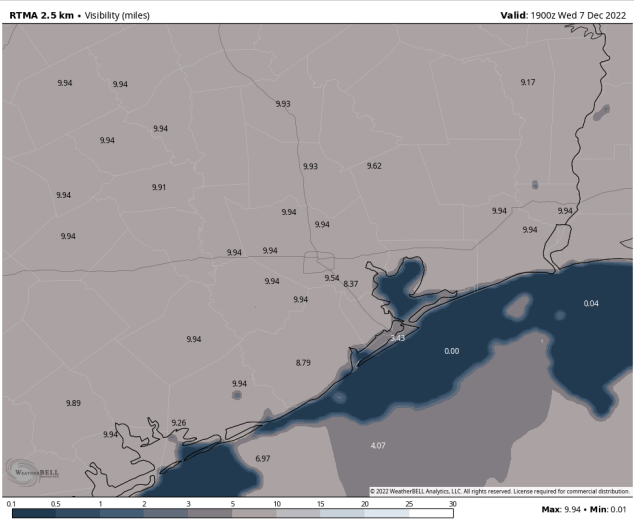 RTMA 2.5 km • Visibility (miles)
Valid: 1900z Wed 7 Dec 2022
9.94 9.94 9.17
9.93
9.94
9.94
9.93 9.62
9.91
9.94
9.94 9.94 9.94
9.94 9.94
9.94
9.94 9.94
9.54
9.94 8.37
9.94 0.04
9.94 3.43
0.00
8.79
9.94
9.89
9.26
9.94
4.07
6.97
WEATHERBELL
© 2022 WeatherBELL Analytics, LLC. All rights reserved. License required for commercial distribution.
0.1 0.5 1 2 3 5 10 15 20 25 30
Max: 9.94 • Min: 0.01